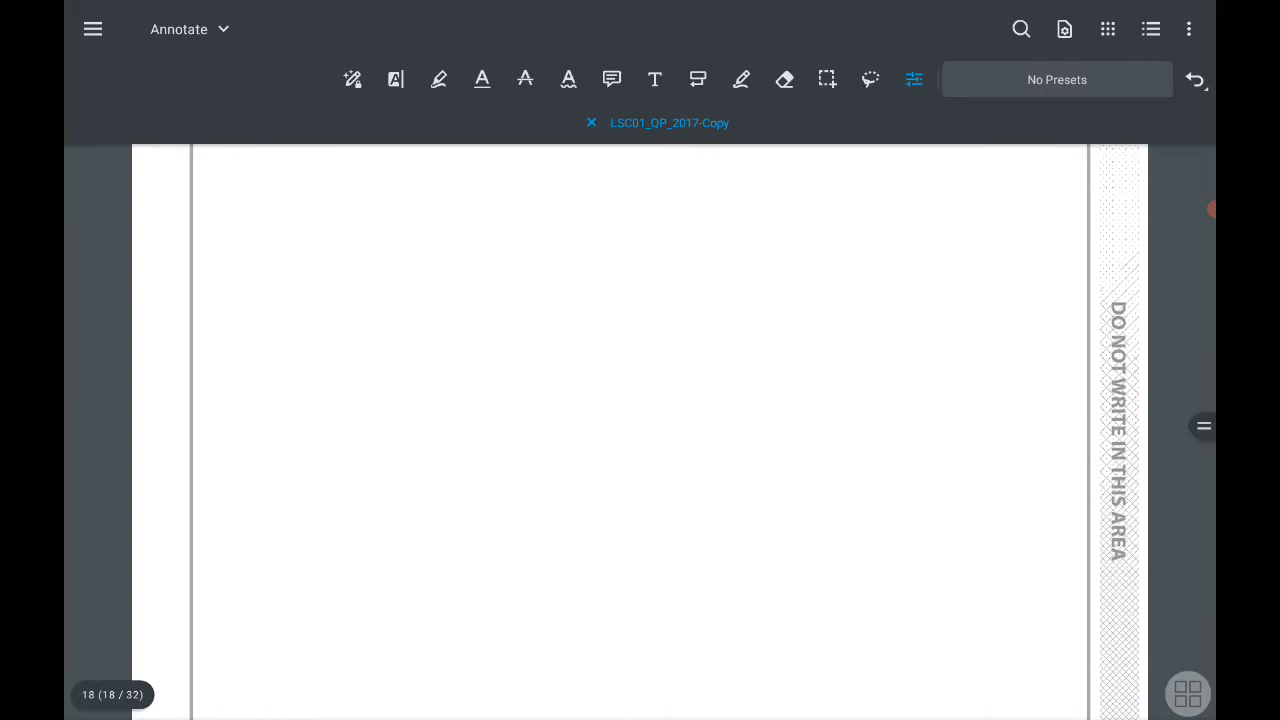 Annotate
No Presets
LSC01_QP_2017-Copy
DO NOT WRITE IN THIS AREA
18 (18 / 32)